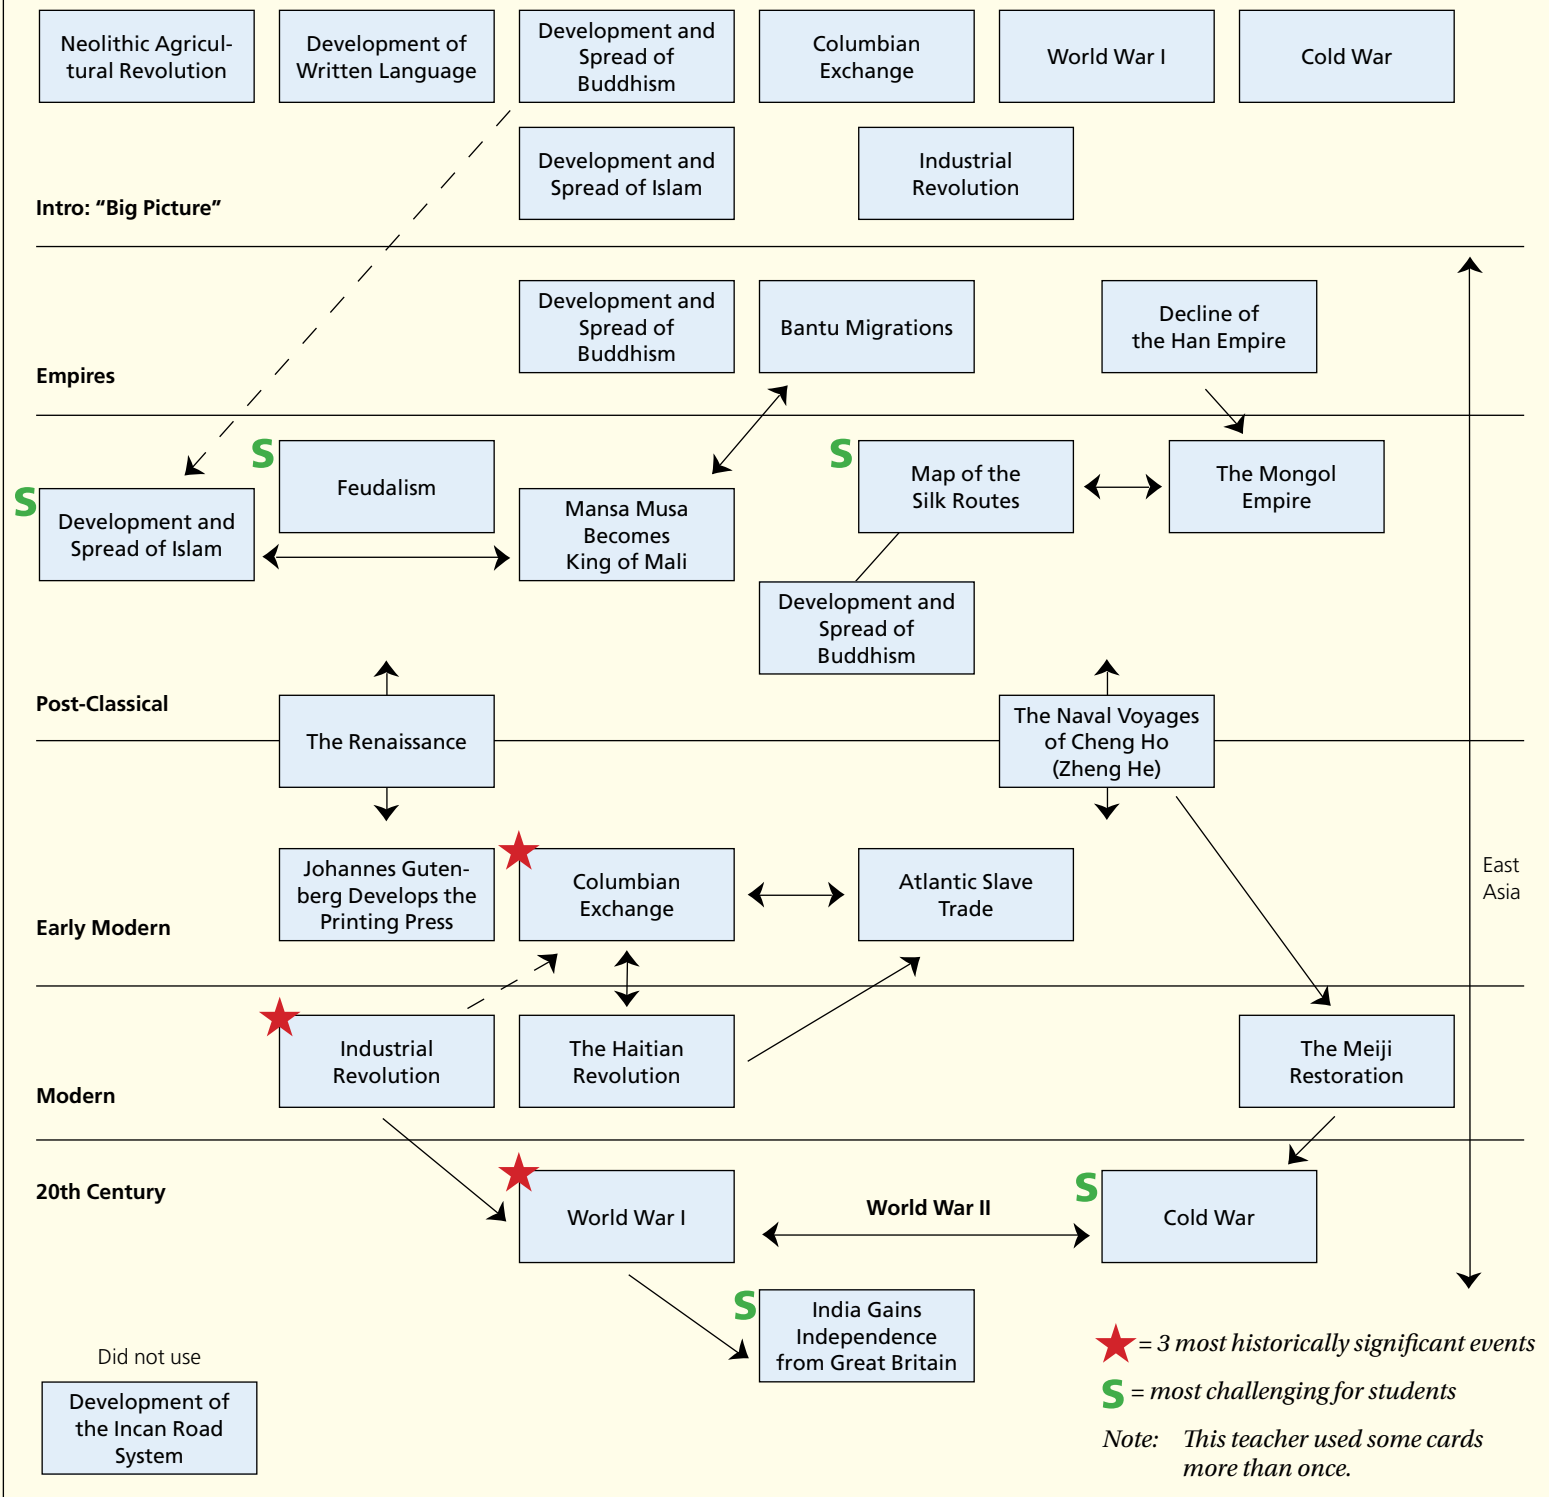 Neolithic Agricul-
tural Revolution
Development of
Written Language
Development and
Spread of
Buddhism
Columbian
Exchange
World War I
Cold War
Development and
Spread of Islam
Industrial
Revolution
Intro: “Big Picture”
Development and
Spread of
Buddhism
Bantu Migrations
Decline of
the Han Empire
Empires
S
Feudalism
S
Map of the
Silk Routes
The Mongol
Empire
S
Development and
Spread of Islam
Mansa Musa
Becomes
King of Mali
Development and
Spread of
Buddhism
Post-Classical
The Renaissance
The Naval Voyages
of Cheng Ho
(Zheng He)
Johannes Guten-
berg Develops the
Printing Press
Columbian
Exchange
Atlantic Slave
Trade
East
Asia
Early Modern
Industrial
Revolution
The Haitian
Revolution
The Meiji
Restoration
Modern
20th Century
World War I
World War II
S
Cold War
S
India Gains
Independence
from Great Britain
Did not use
Development of
the Incan Road
System
= 3 most historically significant events
S = most challenging for students
Note: This teacher used some cards
more than once.